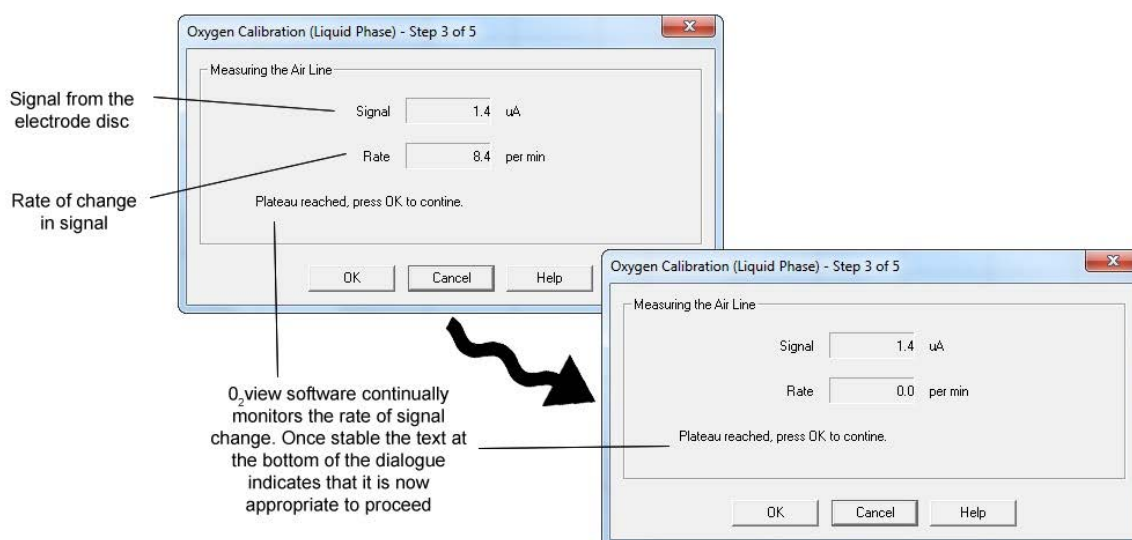 Oxygen Calibration (Liquid Phase) - Step 3 of 5
Measuring the Air Line
Signal 1.4 uA
Rate 8.4 per min
Plateau reached, press OK to contine.
OK Cancel Help
Signal from the
electrode disc
Rate of change
in signal
Oxygen Calibration (Liquid Phase) - Step 3 of 5
Measuring the Air Line
Signal 1.4 uA
Rate 0.0 per min
Plateau reached, press OK to contine.
OK Cancel Help
0₂view software continually
monitors the rate of signal
change. Once stable the text at
the bottom of the dialogue
indicates that it is now
appropriate to proceed